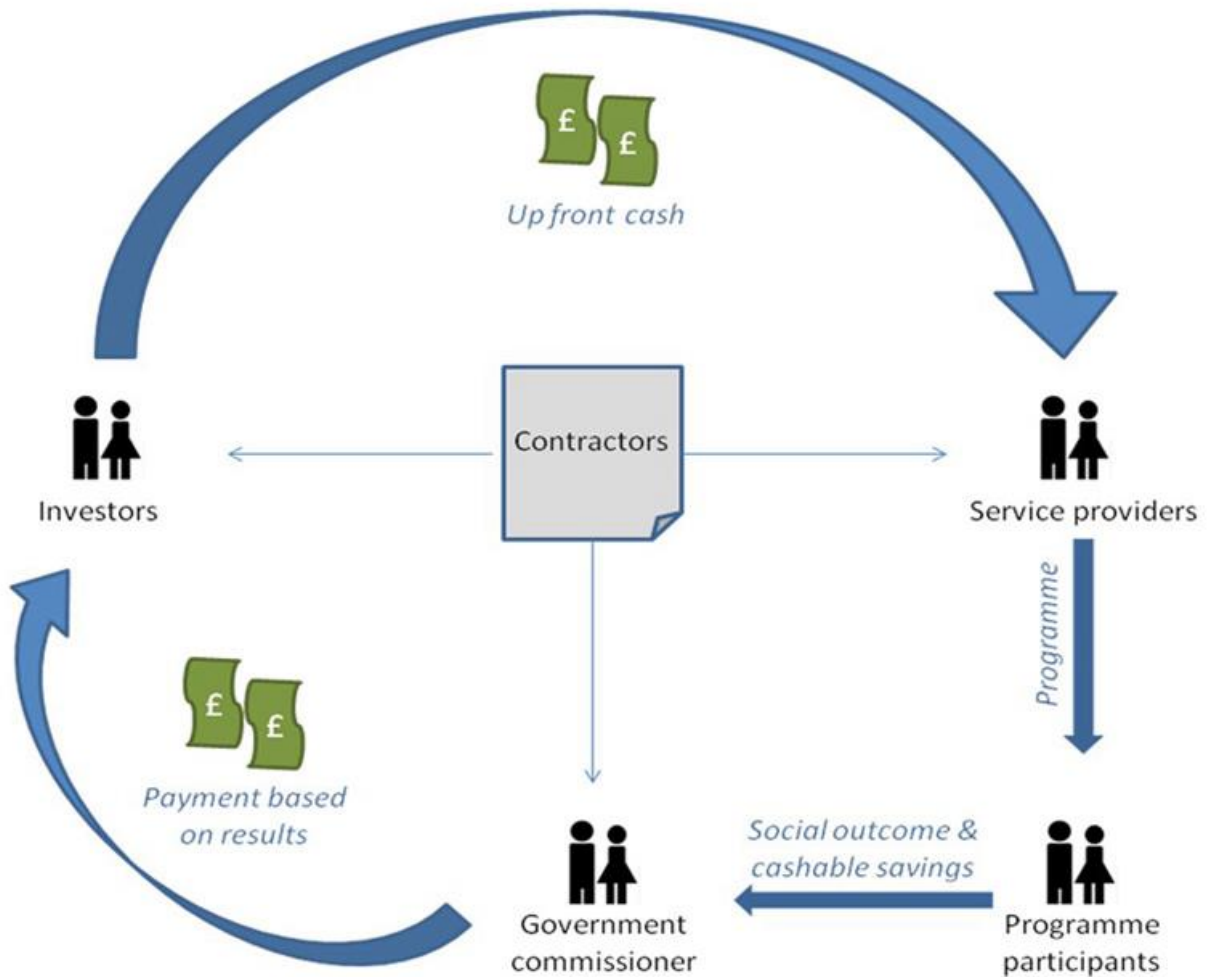 £
£
Up front cash
Contractors
Investors
Service providers
Programme
£
£
Payment based
on results
Social outcome &
cashable savings
Government
commissioner
Programme
participants